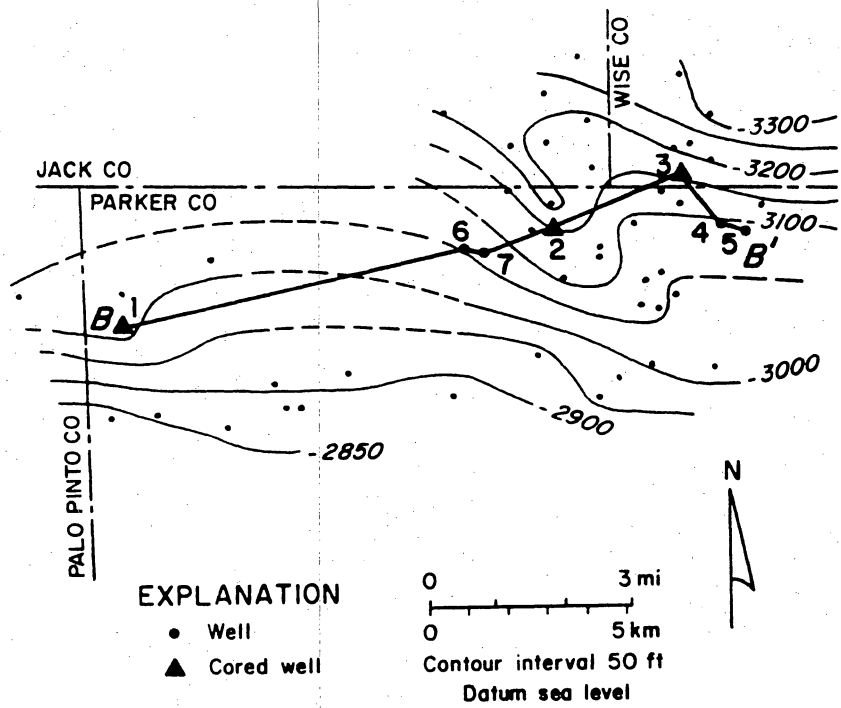 WISE CO
-3300
-3200
JACK CO
PARKER CO
3
-3100
2
4
5
B'
6
7
B
1
-3000
-2900
-2850
PALO PINTO CO
N
EXPLANATION
Well
Cored well
0 3 mi
0 5 km
Contour interval 50 ft
Datum sea level